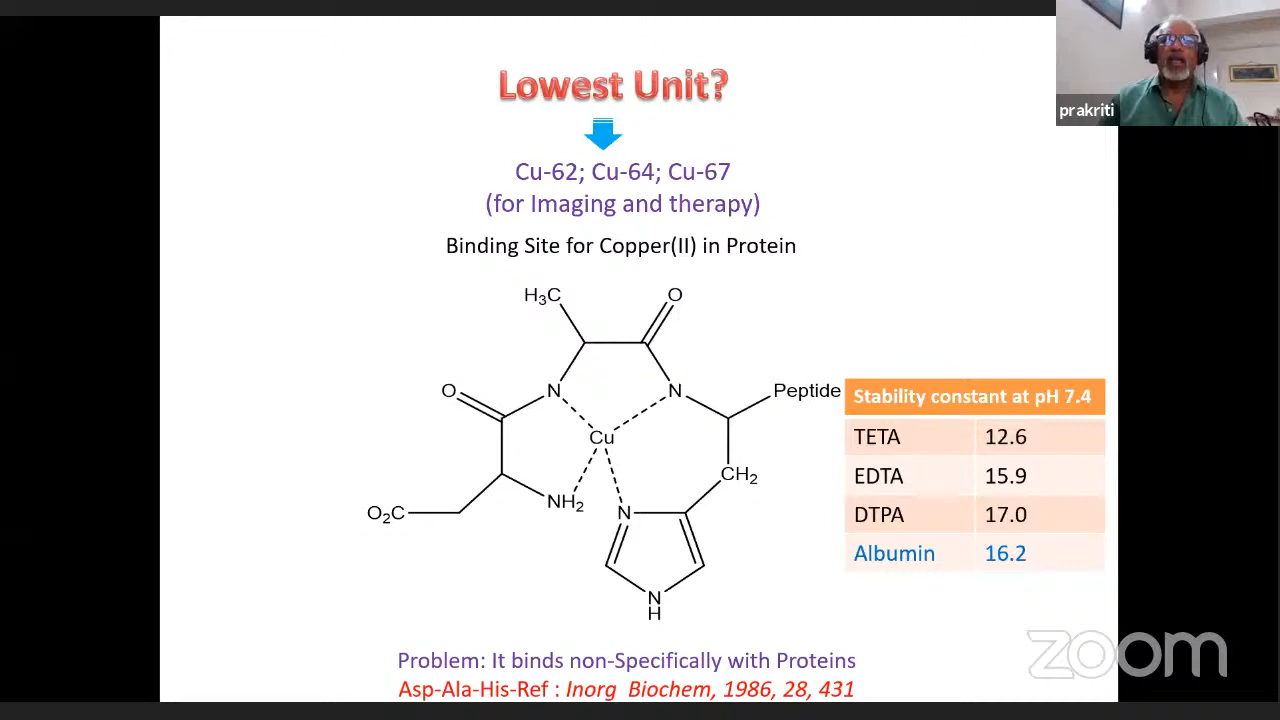 Lowest Unit?
prakriti
Cu-62; Cu-64; Cu-67
(for Imaging and therapy)
Binding Site for Copper(II) in Protein
H3C
O
O
N
N
Peptide
Cu
CH2
NH2
O2C
N
N
H
Stability constant at pH 7.4
TETA 12.6
EDTA 15.9
DTPA 17.0
Albumin 16.2
Problem: It binds non-Specifically with Proteins
Asp-Ala-His-Ref : Inorg Biochem, 1986, 28, 431
zoom